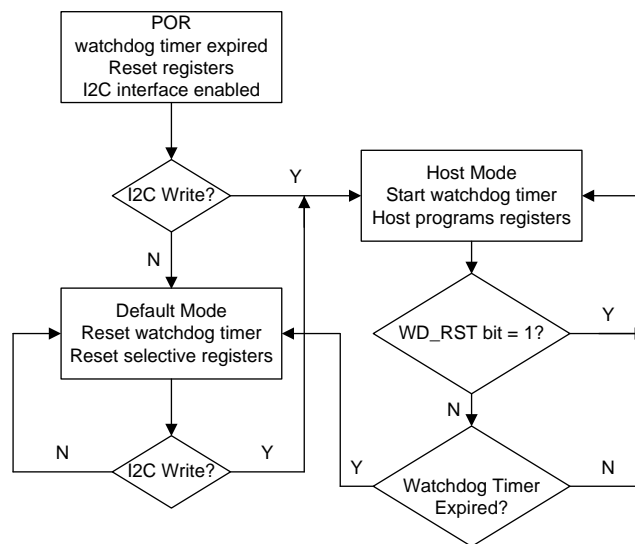 POR
watchdog timer expired
Reset registers
I2C interface enabled
I2C Write?
Y
N
Host Mode
Start watchdog timer
Host programs registers
Default Mode
Reset watchdog timer
Reset selective registers
WD_RST bit = 1?
Y
N
I2C Write?
N
Y
Watchdog Timer
Expired?
Y
N